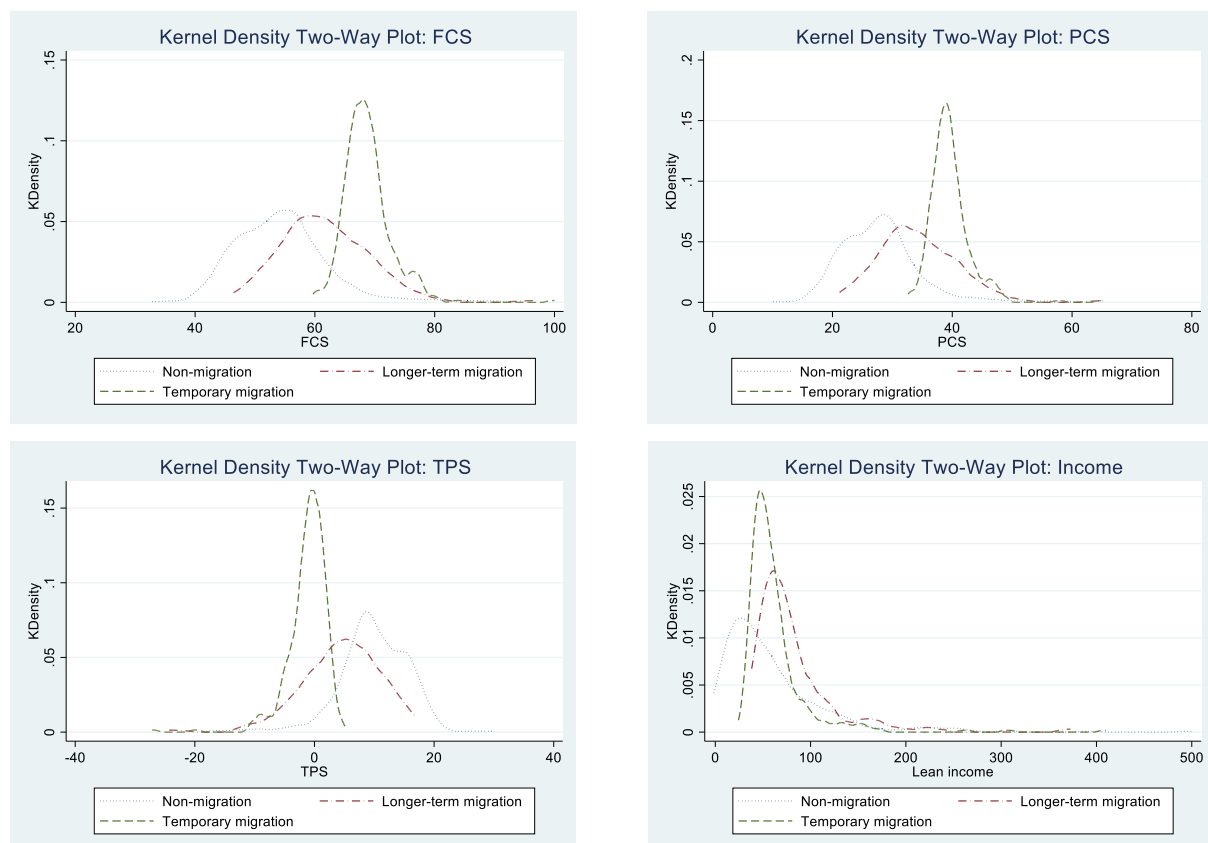 Kernel Density Two-Way Plot: FCS
.15
.1
.05
0
KDensity
20 40 60 80 100
FCS
Non-migration Longer-term migration
Temporary migration
Kernel Density Two-Way Plot: PCS
.2
.15
.1
.05
0
KDensity
0 20 40 60 80
PCS
Non-migration Longer-term migration
Temporary migration
Kernel Density Two-Way Plot: TPS
.15
.1
.05
0
KDensity
-40 -20 0 20 40
TPS
Non-migration Longer-term migration
Temporary migration
Kernel Density Two-Way Plot: Income
.025
.02
.015
.01
.005
0
KDensity
0 100 200 300 400 500
Lean income
Non-migration Longer-term migration
Temporary migration